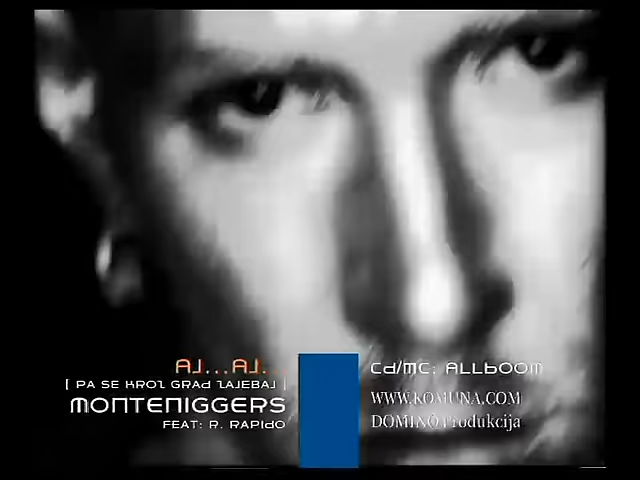 AJ...AJ...
[ PA SE KROZ GRAD ZAJEBAJ ]
MONTENIGGERS
FEAT: R. RAPIDO
CD/MC: ALLBOOM
WWW.KOMUNA.COM
DOMINO Produkcija